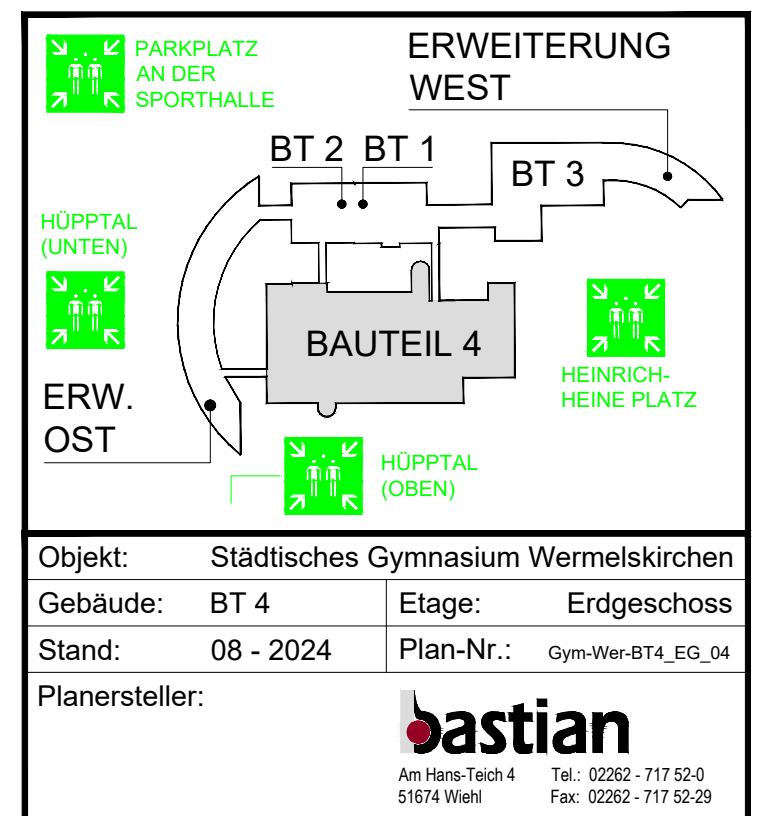 PARKPLATZ
AN DER
SPORTHALLE
ERWEITERUNG
WEST
BT 2 BT 1
BT 3
HÜPPTAL
(UNTEN)
BAUTEIL 4
HEINRICH-
HEINE PLATZ
ERW.
OST
HÜPPTAL
(OBEN)
Objekt: Städtisches Gymnasium Wermelskirchen
Gebäude: BT 4 Etage: Erdgeschoss
Stand: 08 - 2024 Plan-Nr.: Gym-Wer-BT4_EG_04
Planersteller:
bastian
Am Hans-Teich 4 Tel.: 02262 - 717 52-0
51674 Wiehl Fax: 02262 - 717 52-29